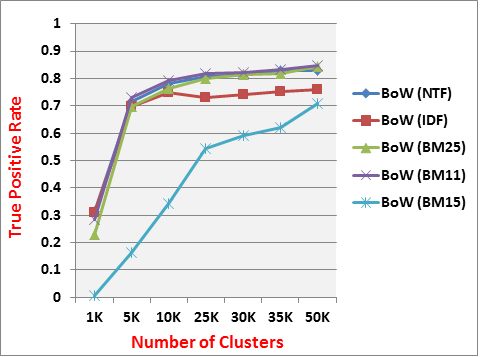 1
0.9
0.8
0.7
0.6
0.5
0.4
0.3
0.2
0.1
0
True Positive Rate
1K 5K 10K 25K 30K 35K 50K
Number of Clusters
BoW (NTF)
BoW (IDF)
BoW (BM25)
BoW (BM11)
BoW (BM15)